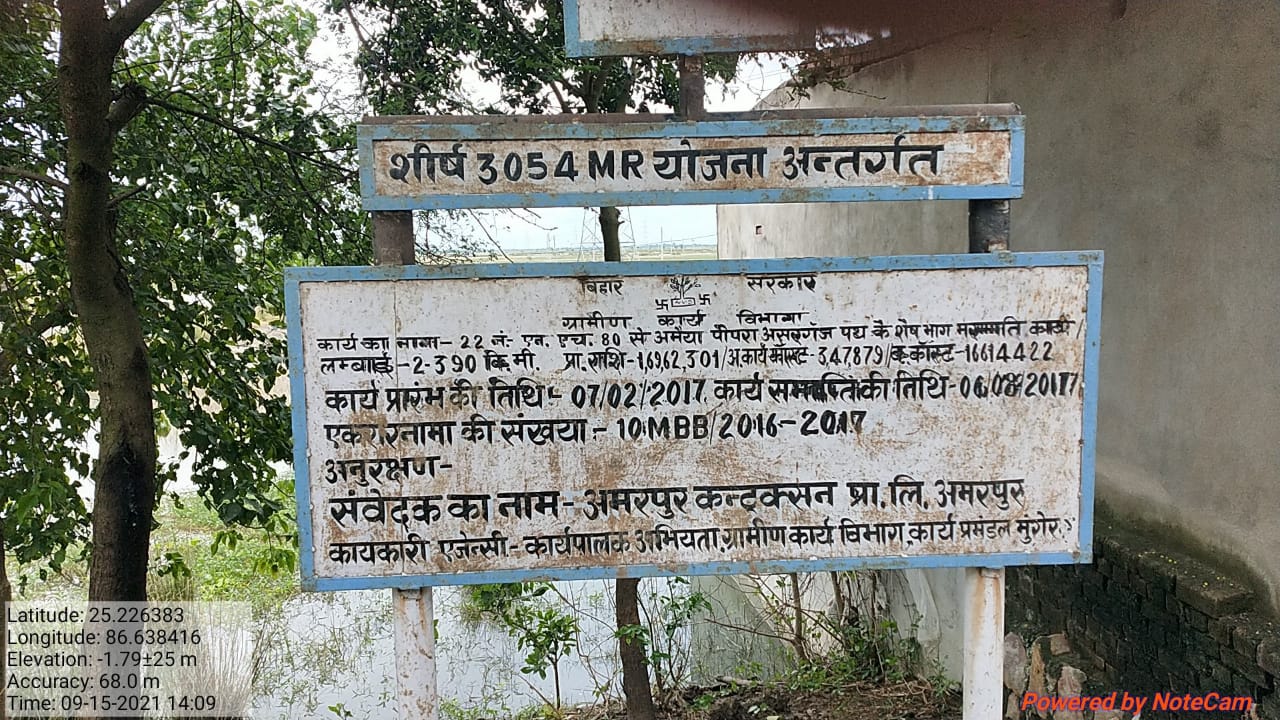 शीर्ष 3054 MR योजना अन्तर्गत
बिहार सरकार
ग्रामीण कार्य विभाग
कार्य का नाम- 22 नं. एन. एच. 80 से अमैया पीपरा असरगंज पथ के शेष भाग मरम्मति कार्य
लम्बाई-2.390 कि.मी. प्रा. राशि-16962,301/अ.कार्य कॉस्ट-347879/क.कॉस्ट-16614422
कार्य प्रारंभ की तिथि:- 07/02/2017. कार्य समाप्ति की तिथि-06/08/2017
एकरारनामा की संखया:- 10.MBB/2016-2017
अनुरक्षण-
संवेदक का नाम-अमरपुर कन्ट्रक्सन प्रा.लि. अमरपुर
कायकारी एजेन्सी-कार्यपालक अभियता,ग्रामीण कार्य विभाग,कार्य प्रमंडल मुंगेर.
Latitude: 25.226383
Longitude: 86.638416
Elevation: -1.79±25 m
Accuracy: 68.0 m
Time: 09-15-2021 14:09
Powered by NoteCam